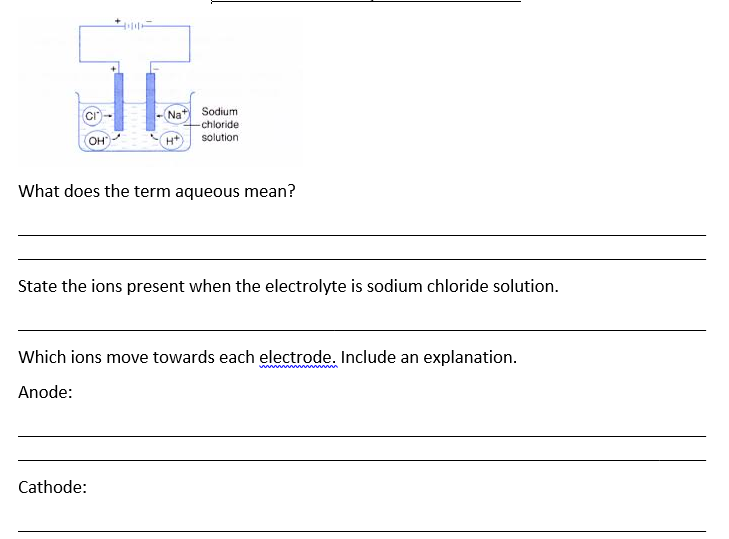 + −
+ −
Cl⁻ Na⁺ Sodium
chloride
OH⁻ H⁺ solution
What does the term aqueous mean?
State the ions present when the electrolyte is sodium chloride solution.
Which ions move towards each electrode. Include an explanation.
Anode:
Cathode: